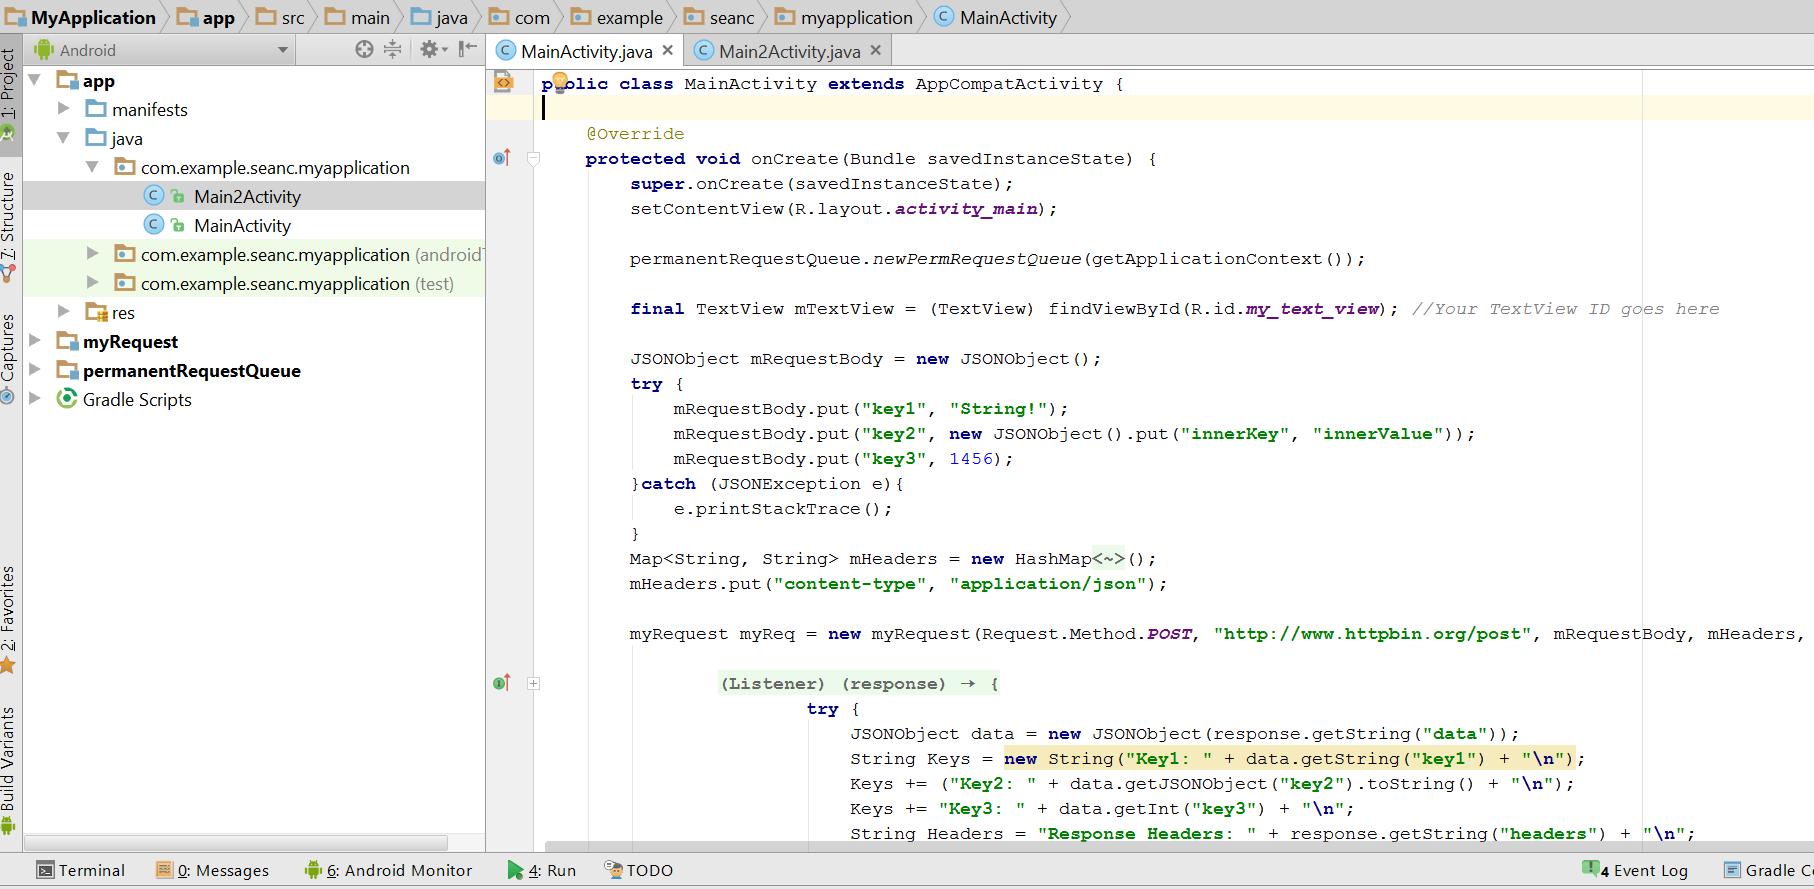 MyApplication app src main java com example seanc myapplication MainActivity
Android
MainActivity.java Main2Activity.java
1: Project
7: Structure
Captures
2: Favorites
Build Variants
app
manifests
java
com.example.seanc.myapplication
Main2Activity
MainActivity
com.example.seanc.myapplication (android
com.example.seanc.myapplication (test)
res
myRequest
permanentRequestQueue
Gradle Scripts
public class MainActivity extends AppCompatActivity {
@Override
protected void onCreate(Bundle savedInstanceState) {
super.onCreate(savedInstanceState);
setContentView(R.layout.activity_main);
permanentRequestQueue.newPermRequestQueue(getApplicationContext());
final TextView mTextView = (TextView) findViewById(R.id.my_text_view); //Your TextView ID goes here
JSONObject mRequestBody = new JSONObject();
try {
mRequestBody.put("key1", "String!");
mRequestBody.put("key2", new JSONObject().put("innerKey", "innerValue"));
mRequestBody.put("key3", 1456);
}catch (JSONException e){
e.printStackTrace();
}
Map<String, String> mHeaders = new HashMap<~>();
mHeaders.put("content-type", "application/json");
myRequest myReq = new myRequest(Request.Method.POST, "http://www.httpbin.org/post", mRequestBody, mHeaders,
(Listener) (response) → {
try {
JSONObject data = new JSONObject(response.getString("data"));
String Keys = new String("Key1: " + data.getString("key1") + "\n");
Keys += ("Key2: " + data.getJSONObject("key2").toString() + "\n");
Keys += "Key3: " + data.getInt("key3") + "\n";
String Headers = "Response Headers: " + response.getString("headers") + "\n";
Terminal 0: Messages 6: Android Monitor 4: Run TODO 4 Event Log Gradle Co